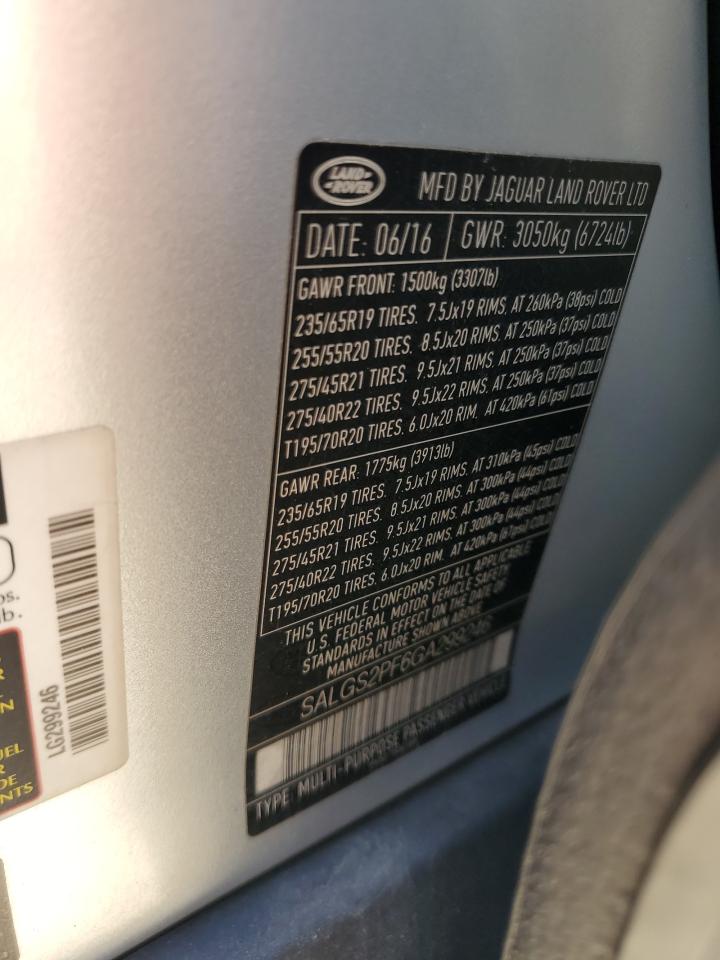 LAND-
-ROVER
MFD BY JAGUAR LAND ROVER LTD
DATE: 06/16 GWR: 3050kg (6724lb)
GAWR FRONT: 1500kg (3307lb)
235/65R19 TIRES. 7.5Jx19 RIMS, AT 260kPa (38psi) COLD
255/55R20 TIRES. 8.5Jx20 RIMS, AT 250kPa (37psi) COLD
275/45R21 TIRES. 9.5Jx21 RIMS, AT 250kPa (37psi) COLD
275/40R22 TIRES. 9.5Jx22 RIMS, AT 250kPa (37psi) COLD
T195/70R20 TIRES. 6.0Jx20 RIM, AT 420kPa (61psi) COLD
GAWR REAR: 1775kg (3913lb)
235/65R19 TIRES. 7.5Jx19 RIMS, AT 310kPa (45psi) COLD
255/55R20 TIRES. 8.5Jx20 RIMS, AT 300kPa (44psi) COLD
275/45R21 TIRES. 9.5Jx21 RIMS, AT 300kPa (44psi) COLD
275/40R22 TIRES. 9.5Jx22 RIMS, AT 300kPa (44psi) COLD
T195/70R20 TIRES. 6.0Jx20 RIM, AT 420kPa (61psi) COLD
THIS VEHICLE CONFORMS TO ALL APPLICABLE
U.S. FEDERAL MOTOR VEHICLE SAFETY
STANDARDS IN EFFECT ON THE DATE OF
MANUFACTURE SHOWN ABOVE
SALGS2PF6GA299246
TYPE: MULTI-PURPOSE PASSENGER VEHICLE
LG299246